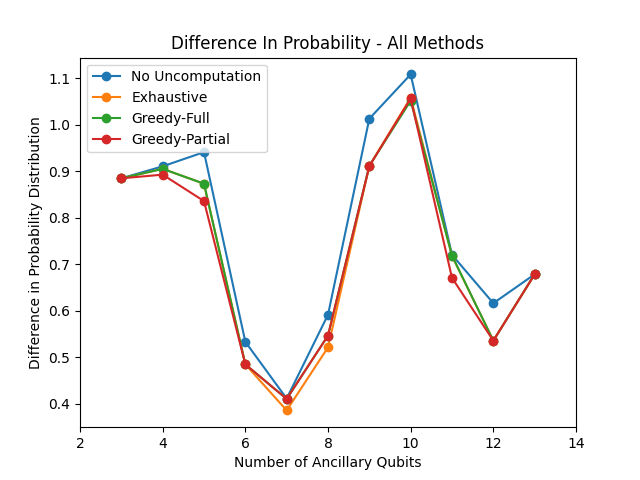 Difference In Probability - All Methods
No Uncomputation
Exhaustive
Greedy-Full
Greedy-Partial
Difference in Probability Distribution
1.1
1.0
0.9
0.8
0.7
0.6
0.5
0.4
2 4 6 8 10 12 14
Number of Ancillary Qubits